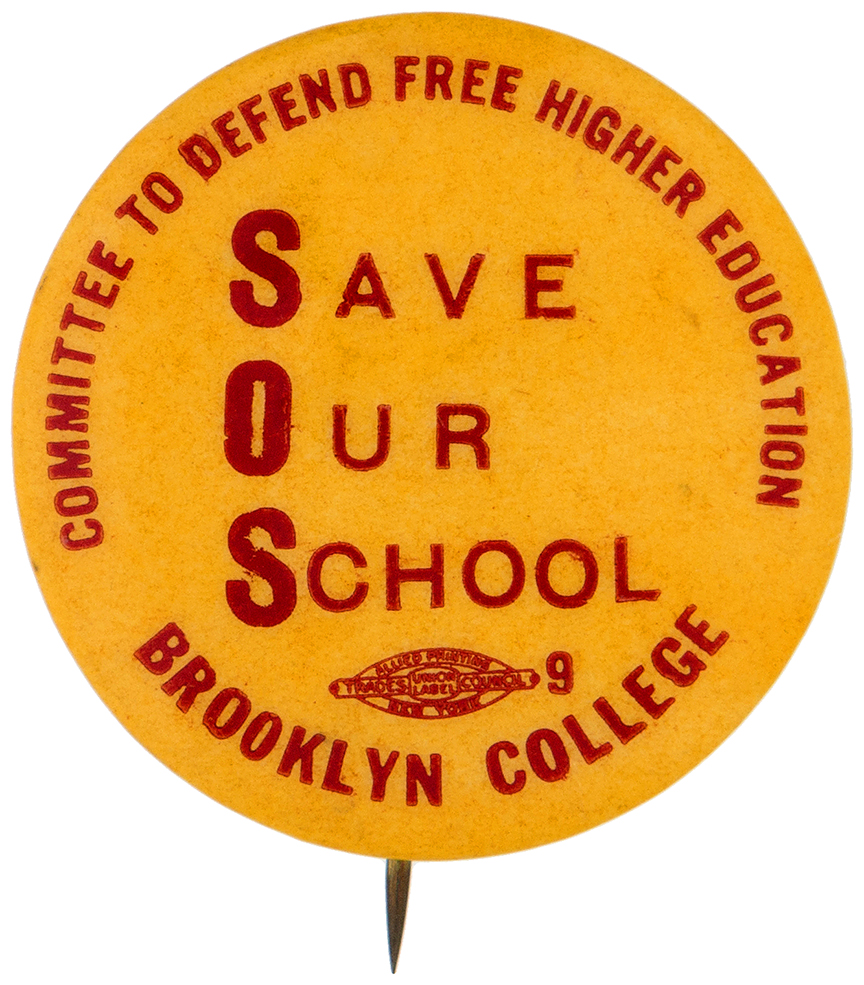 COMMITTEE TO DEFEND FREE HIGHER EDUCATION
SAVE
OUR
SCHOOL
ALLIED PRINTING
TRADES UNION LABEL COUNCIL 9
NEW YORK
BROOKLYN COLLEGE